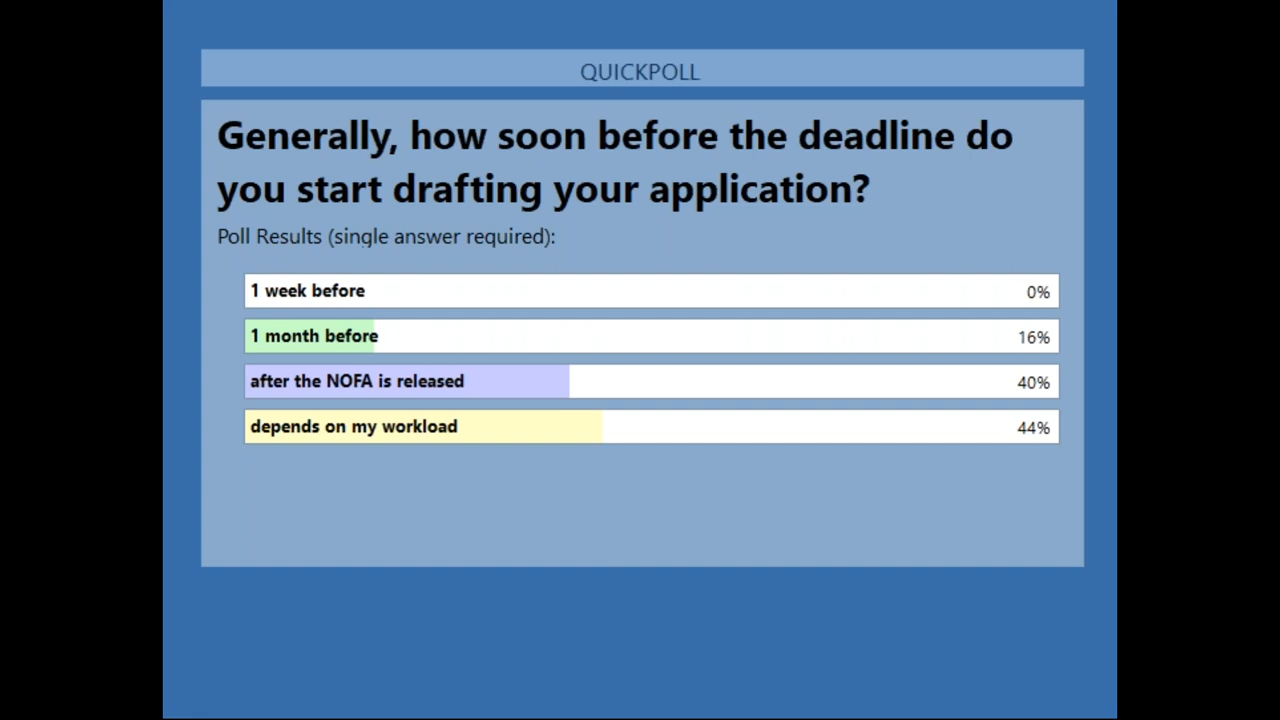 QUICKPOLL
Generally, how soon before the deadline do
you start drafting your application?
Poll Results (single answer required):
1 week before 0%
1 month before 16%
after the NOFA is released 40%
depends on my workload 44%